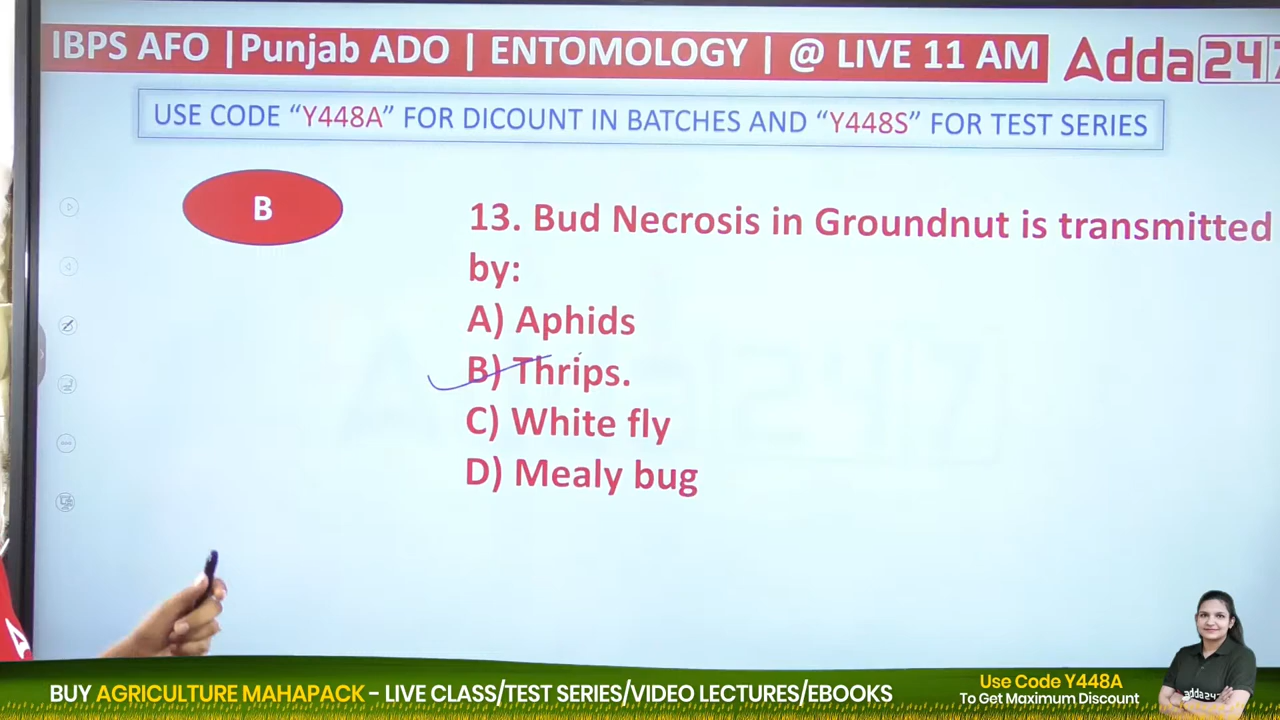 IBPS AFO |Punjab ADO | ENTOMOLOGY | @ LIVE 11 AM
Adda247
USE CODE “Y448A” FOR DICOUNT IN BATCHES AND “Y448S” FOR TEST SERIES
B
13. Bud Necrosis in Groundnut is transmitted
by:
A) Aphids
B) Thrips.
C) White fly
D) Mealy bug
BUY AGRICULTURE MAHAPACK – LIVE CLASS/TEST SERIES/VIDEO LECTURES/EBOOKS
Use Code Y448A
To Get Maximum Discount
adda247